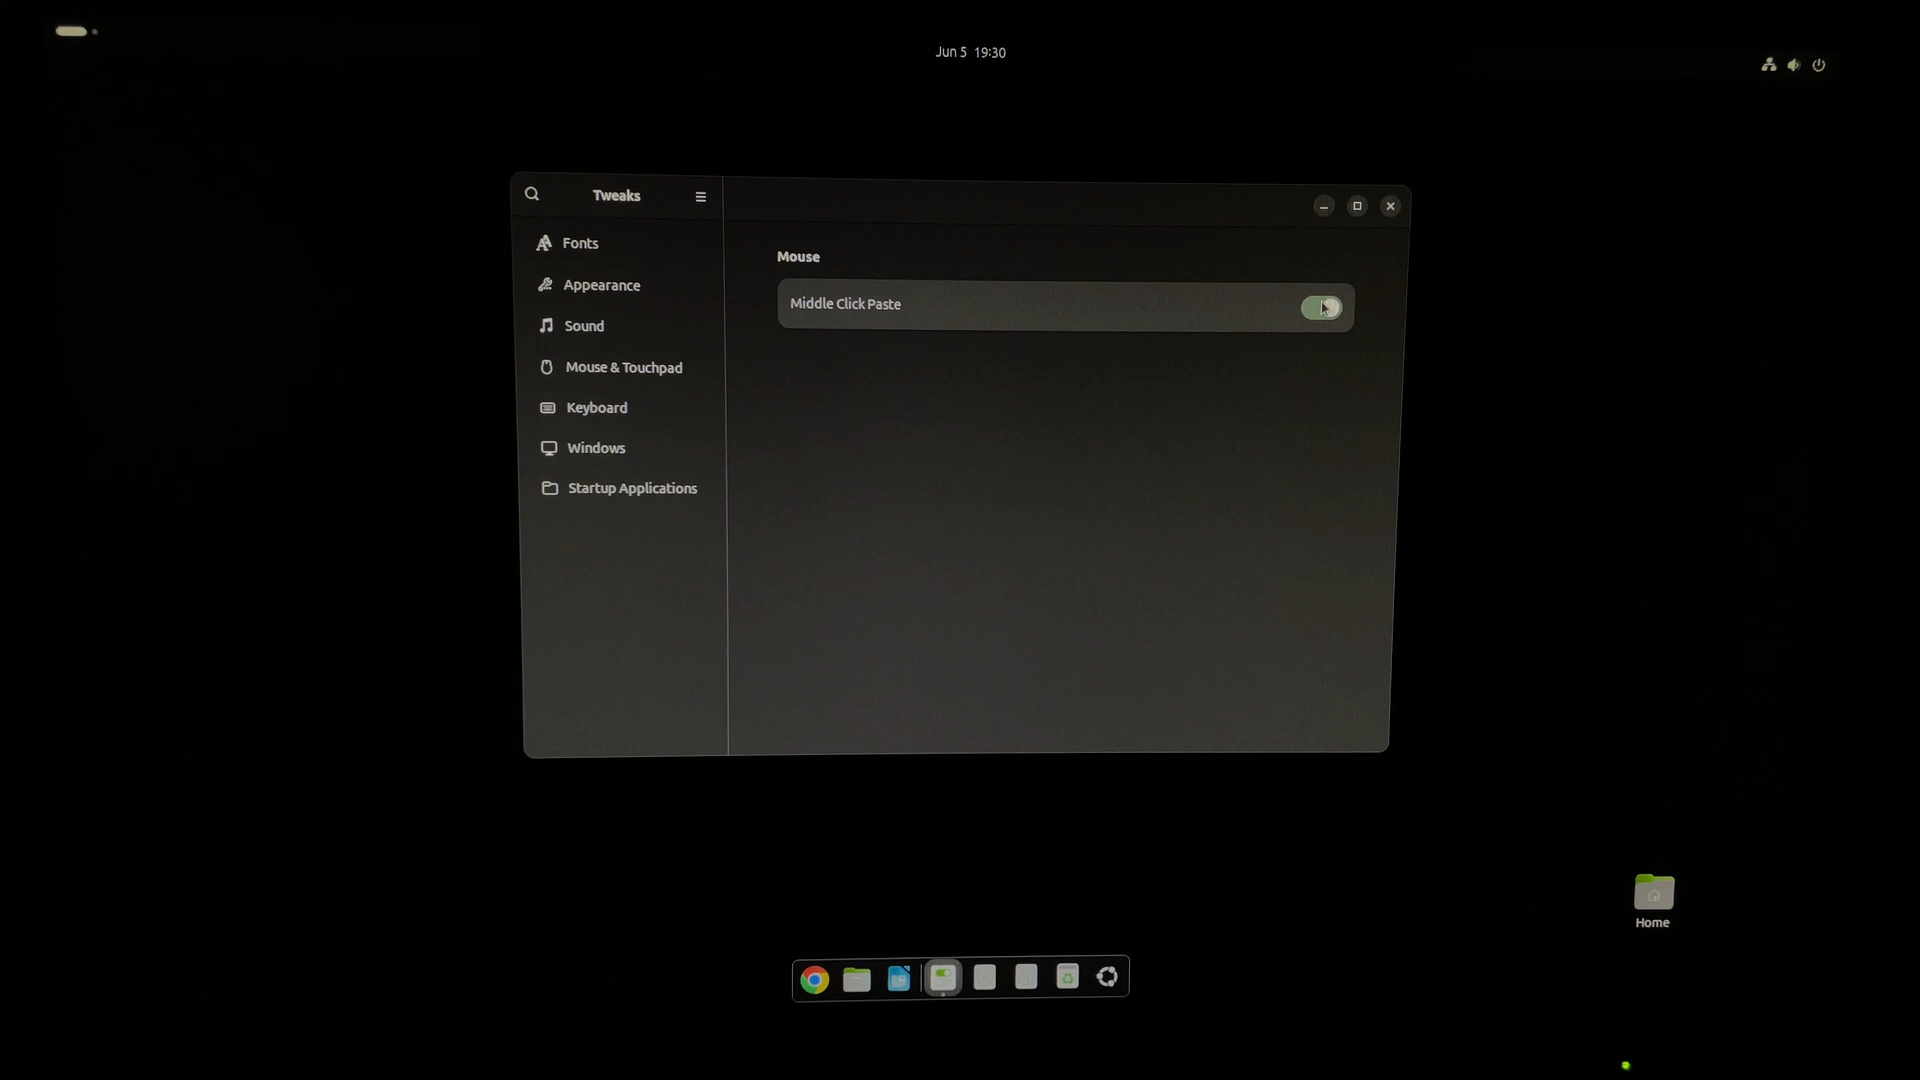 Jun 5 19:30
Tweaks
Fonts
Appearance
Sound
Mouse & Touchpad
Keyboard
Windows
Startup Applications
Mouse
Middle Click Paste
Home